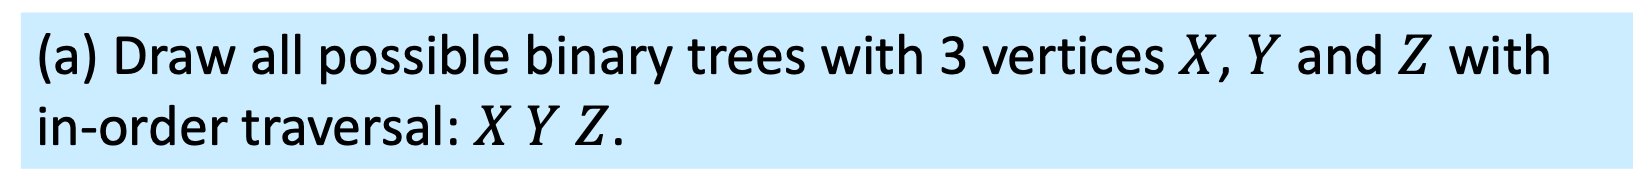 (a) Draw all possible binary trees with 3 vertices X, Y and Z with
in-order traversal: X Y Z.